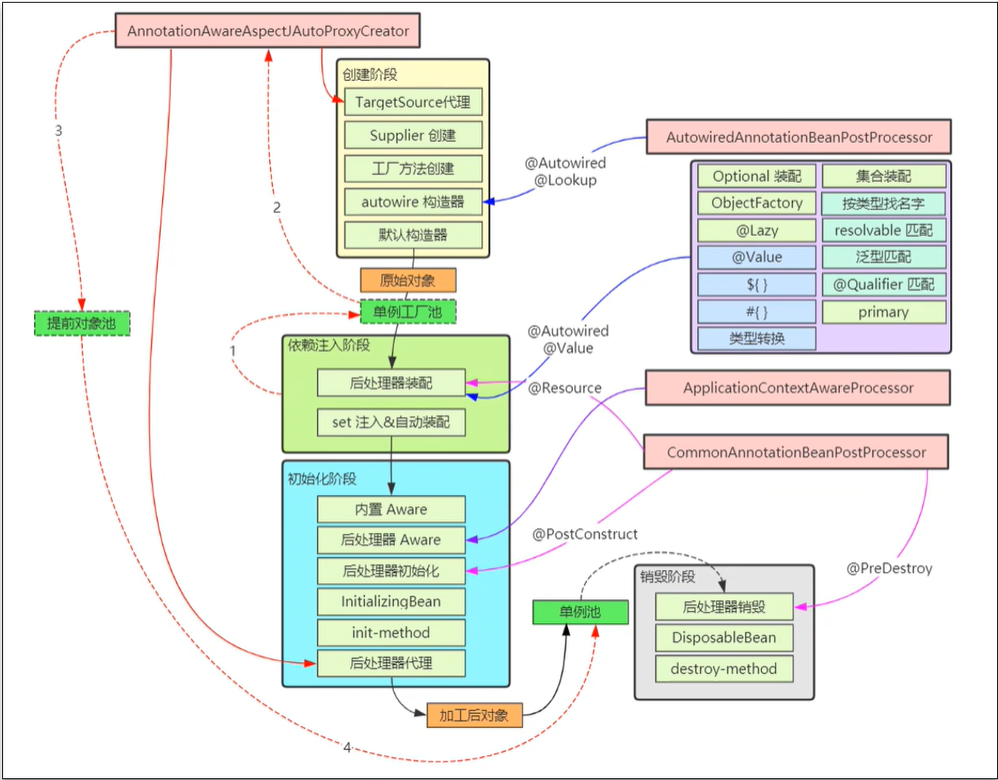 AnnotationAwareAspectJAutoProxyCreator
创建阶段
TargetSource代理
Supplier 创建
工厂方法创建
autowire 构造器
默认构造器
原始对象
单例工厂池
提前对象池
3
2
1
4
依赖注入阶段
后处理器装配
set 注入&自动装配
初始化阶段
内置 Aware
后处理器 Aware
后处理器初始化
InitializingBean
init-method
后处理器代理
加工后对象
单例池
@Autowired
@Lookup
@Autowired
@Value
@Resource
@PostConstruct
@PreDestroy
AutowiredAnnotationBeanPostProcessor
Optional 装配
集合装配
ObjectFactory
按类型找名字
@Lazy
resolvable 匹配
@Value
泛型匹配
${ }
@Qualifier 匹配
#{ }
primary
类型转换
ApplicationContextAwareProcessor
CommonAnnotationBeanPostProcessor
销毁阶段
后处理器销毁
DisposableBean
destroy-method